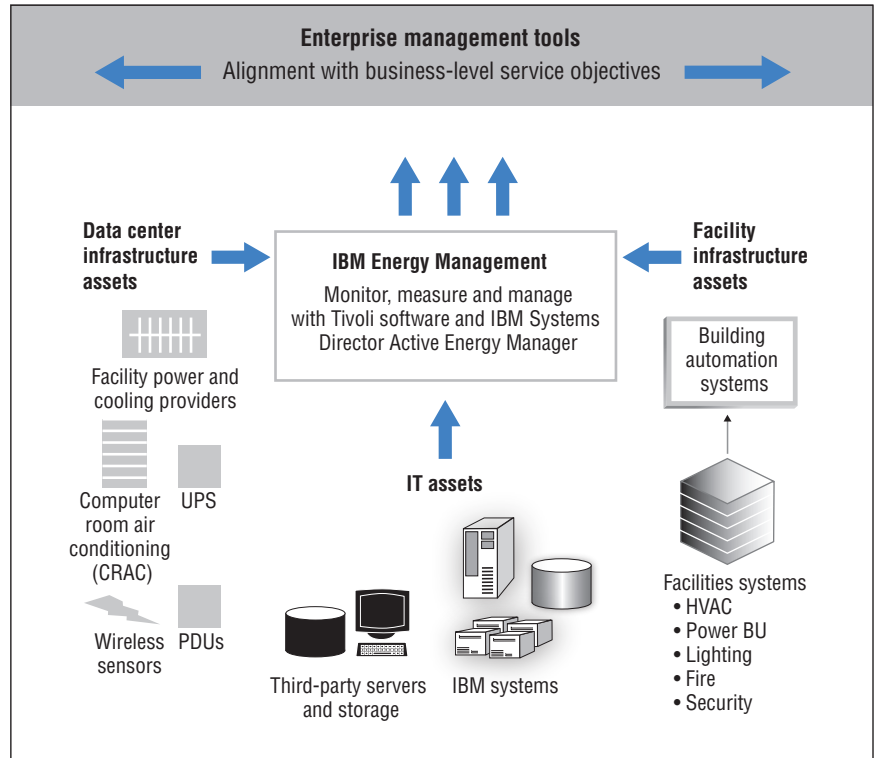 Enterprise management tools
Alignment with business-level service objectives
Data center
infrastructure
assets
IBM Energy Management
Monitor, measure and manage
with Tivoli software and IBM Systems
Director Active Energy Manager
Facility
infrastructure
assets
Facility power and
cooling providers
Computer
room air
conditioning
(CRAC)
UPS
Wireless
sensors
PDUs
IT assets
Third-party servers
and storage
IBM systems
Building
automation
systems
Facilities systems
• HVAC
• Power BU
• Lighting
• Fire
• Security